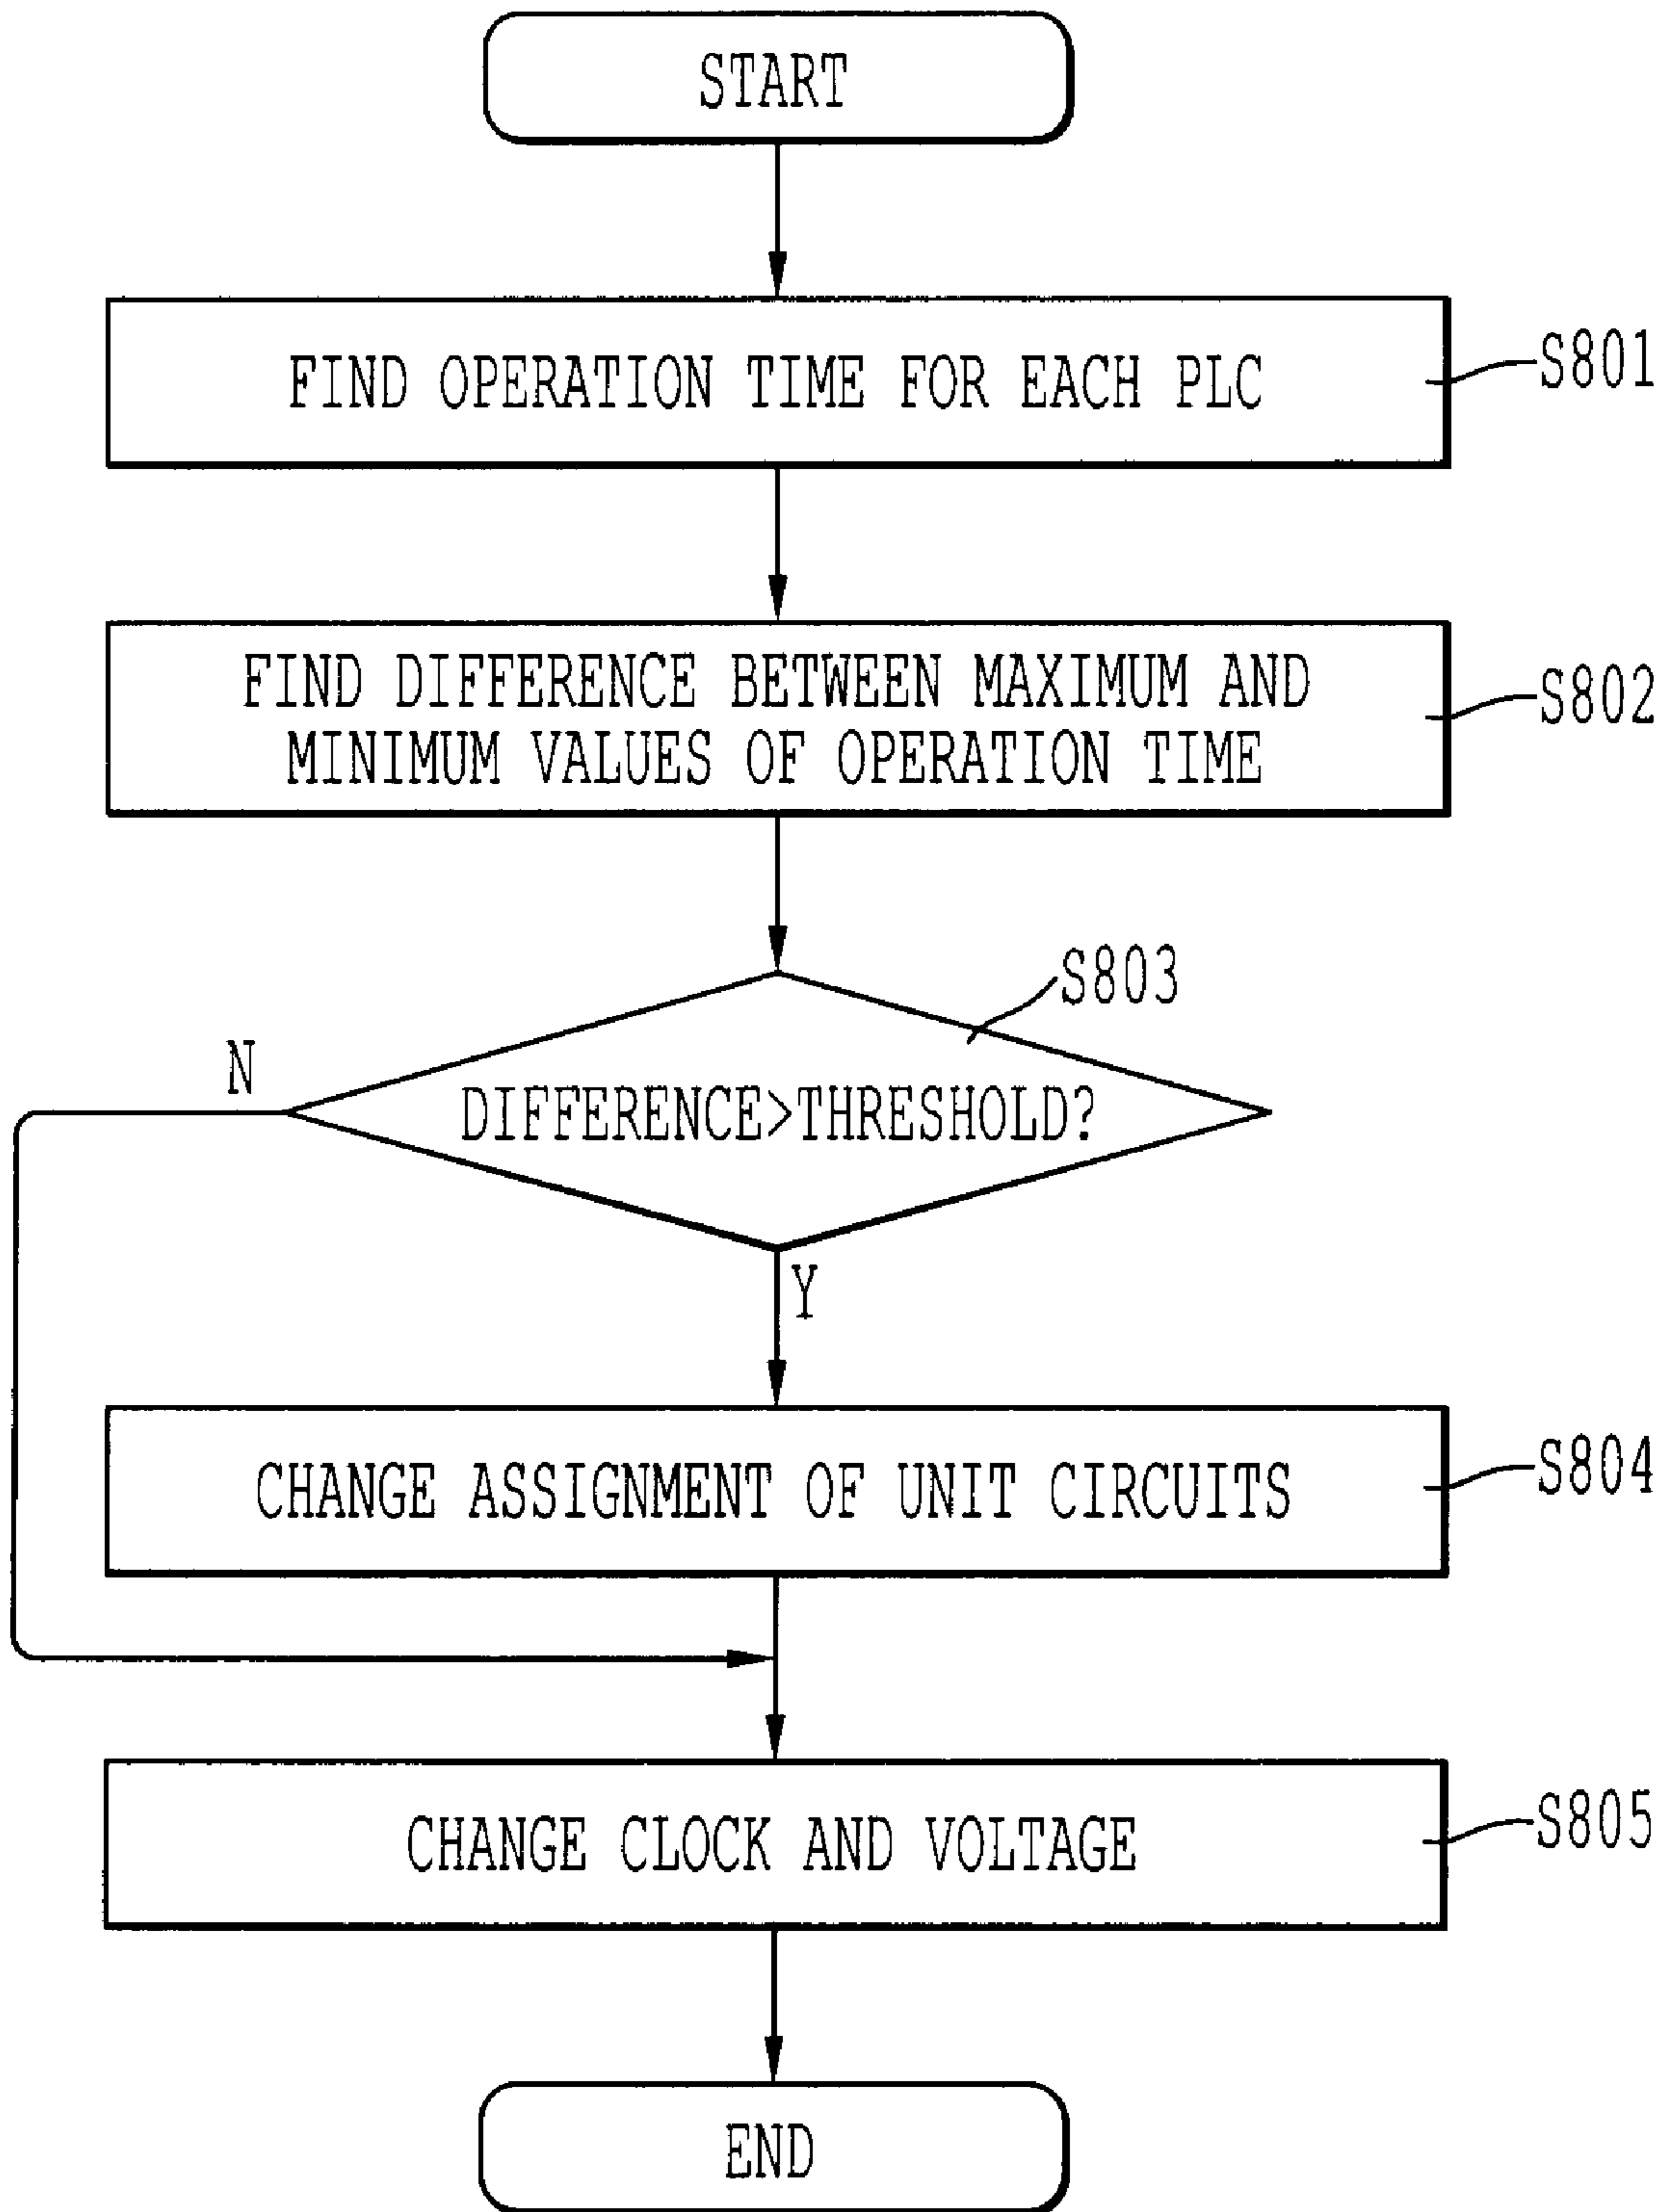 START
FIND OPERATION TIME FOR EACH PLC
S801
FIND DIFFERENCE BETWEEN MAXIMUM AND
MINIMUM VALUES OF OPERATION TIME
S802
S803
N
DIFFERENCE>THRESHOLD?
Y
CHANGE ASSIGNMENT OF UNIT CIRCUITS
S804
CHANGE CLOCK AND VOLTAGE
S805
END